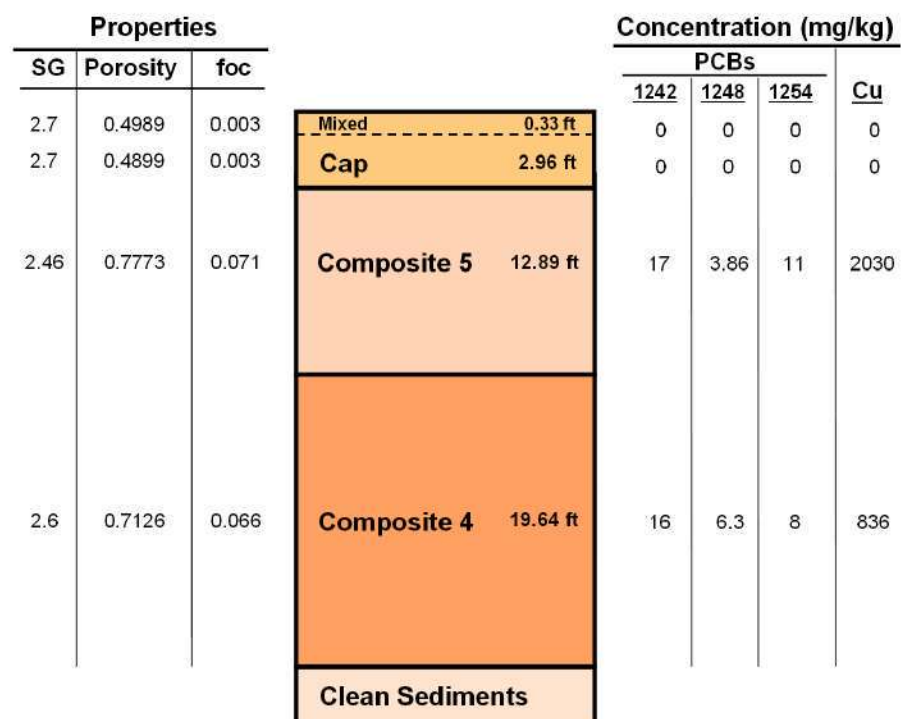 Properties
Concentration (mg/kg)
SG Porosity foc
PCBs
1242 1248 1254 Cu
2.7 0.4989 0.003 Mixed 0.33 ft 0 0 0 0
2.7 0.4899 0.003 Cap 2.96 ft 0 0 0 0
2.46 0.7773 0.071 Composite 5 12.89 ft 17 3.86 11 2030
2.6 0.7126 0.066 Composite 4 19.64 ft 16 6.3 8 836
Clean Sediments